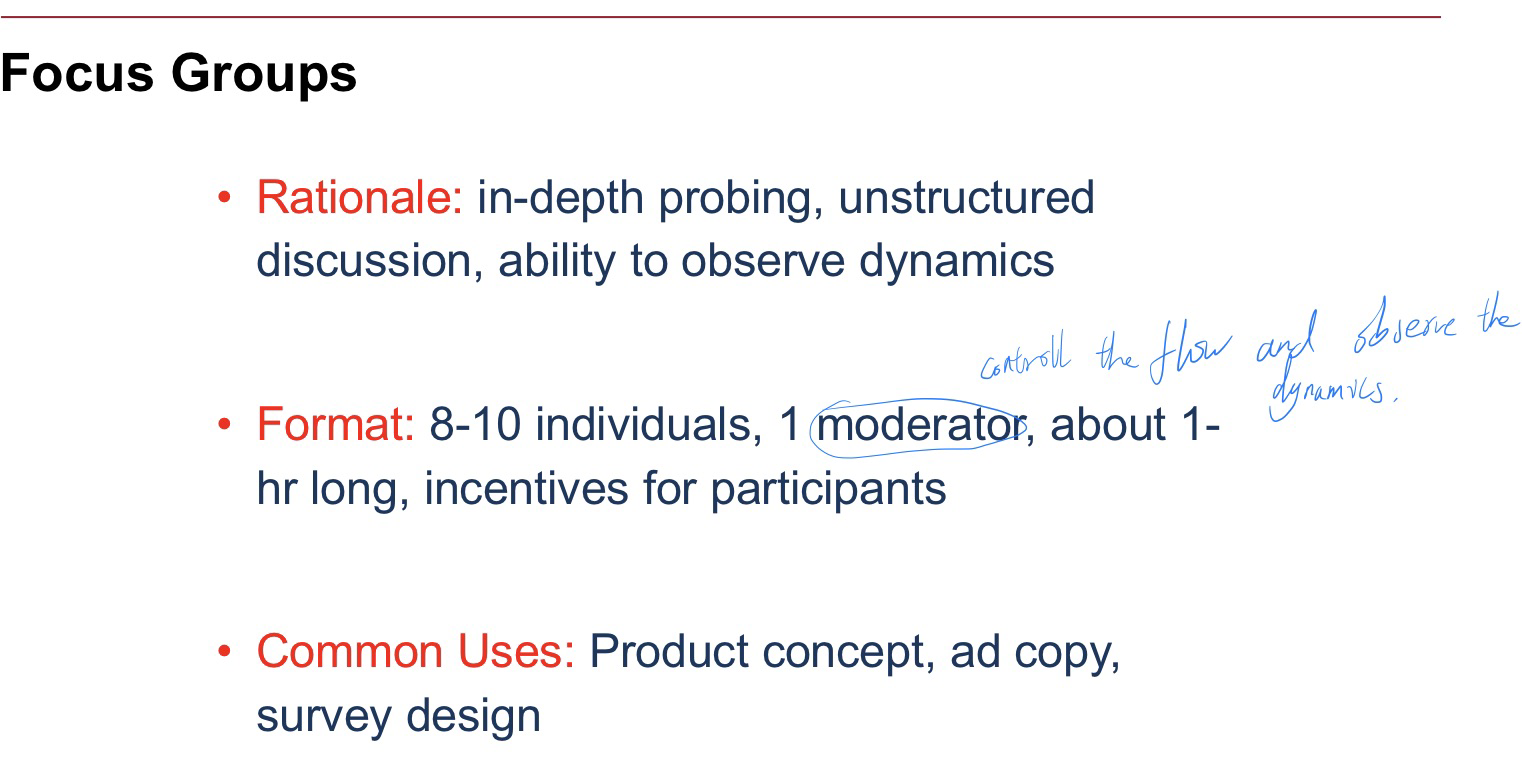 Focus Groups
• Rationale: in-depth probing, unstructured
discussion, ability to observe dynamics
controll the flow and observe the
dynamics.
• Format: 8-10 individuals, 1 moderator, about 1-
hr long, incentives for participants
• Common Uses: Product concept, ad copy,
survey design